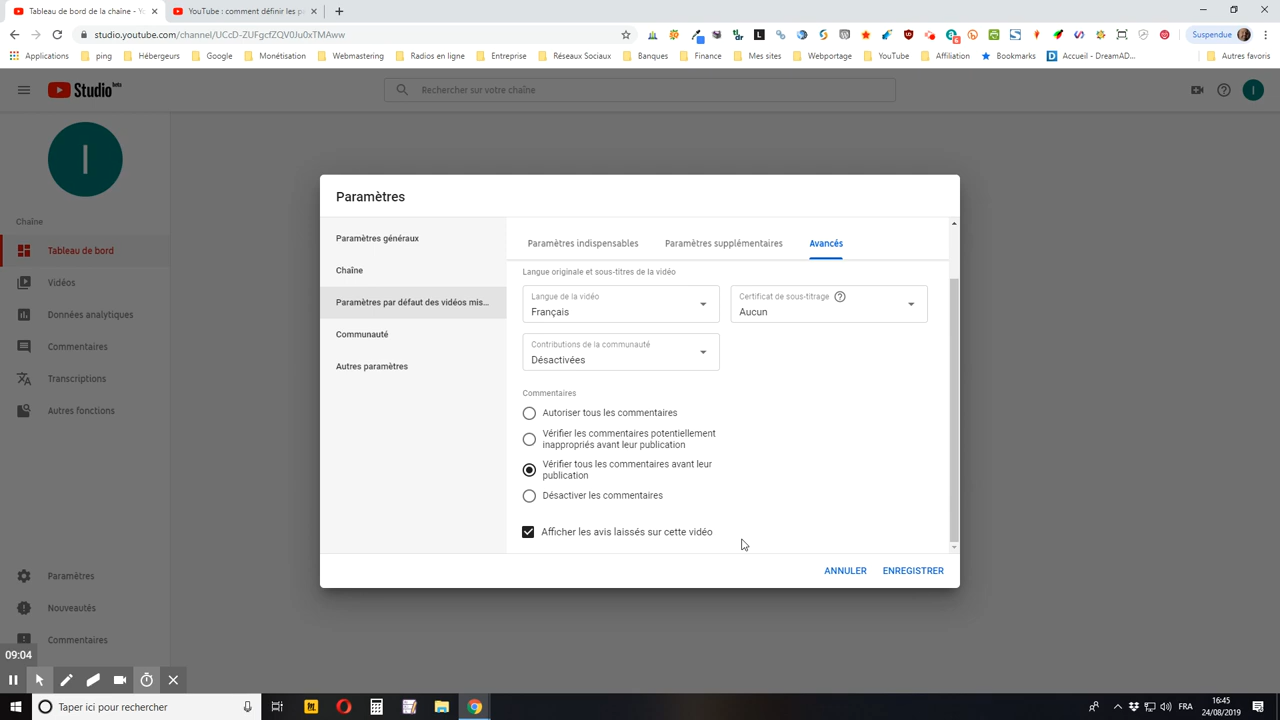 Tableau de bord de la chaîne - Yo
YouTube : comment définir les p
studio.youtube.com/channel/UCcD-ZUFgcfZQV0Ju0xTMAww
Suspendue
Applications
ping
Hébergeurs
Google
Monétisation
Webmastering
Radios en ligne
Entreprise
Réseaux Sociaux
Banques
Finance
Mes sites
Webportage
YouTube
Affiliation
Bookmarks
Accueil - DreamAD...
Autres favoris
Studio beta
Rechercher sur votre chaîne
I
I
Chaîne
Tableau de bord
Vidéos
Données analytiques
Commentaires
Transcriptions
Autres fonctions
Paramètres
Nouveautés
Commentaires
Paramètres
Paramètres généraux
Chaîne
Paramètres par défaut des vidéos mis...
Communauté
Autres paramètres
Paramètres indispensables
Paramètres supplémentaires
Avancés
Langue originale et sous-titres de la vidéo
Langue de la vidéo
Français
Certificat de sous-titrage
Aucun
Contributions de la communauté
Désactivées
Commentaires
Autoriser tous les commentaires
Vérifier les commentaires potentiellement
inappropriés avant leur publication
Vérifier tous les commentaires avant leur
publication
Désactiver les commentaires
Afficher les avis laissés sur cette vidéo
ANNULER
ENREGISTRER
09:04
Taper ici pour rechercher
FRA
16:45
24/08/2019